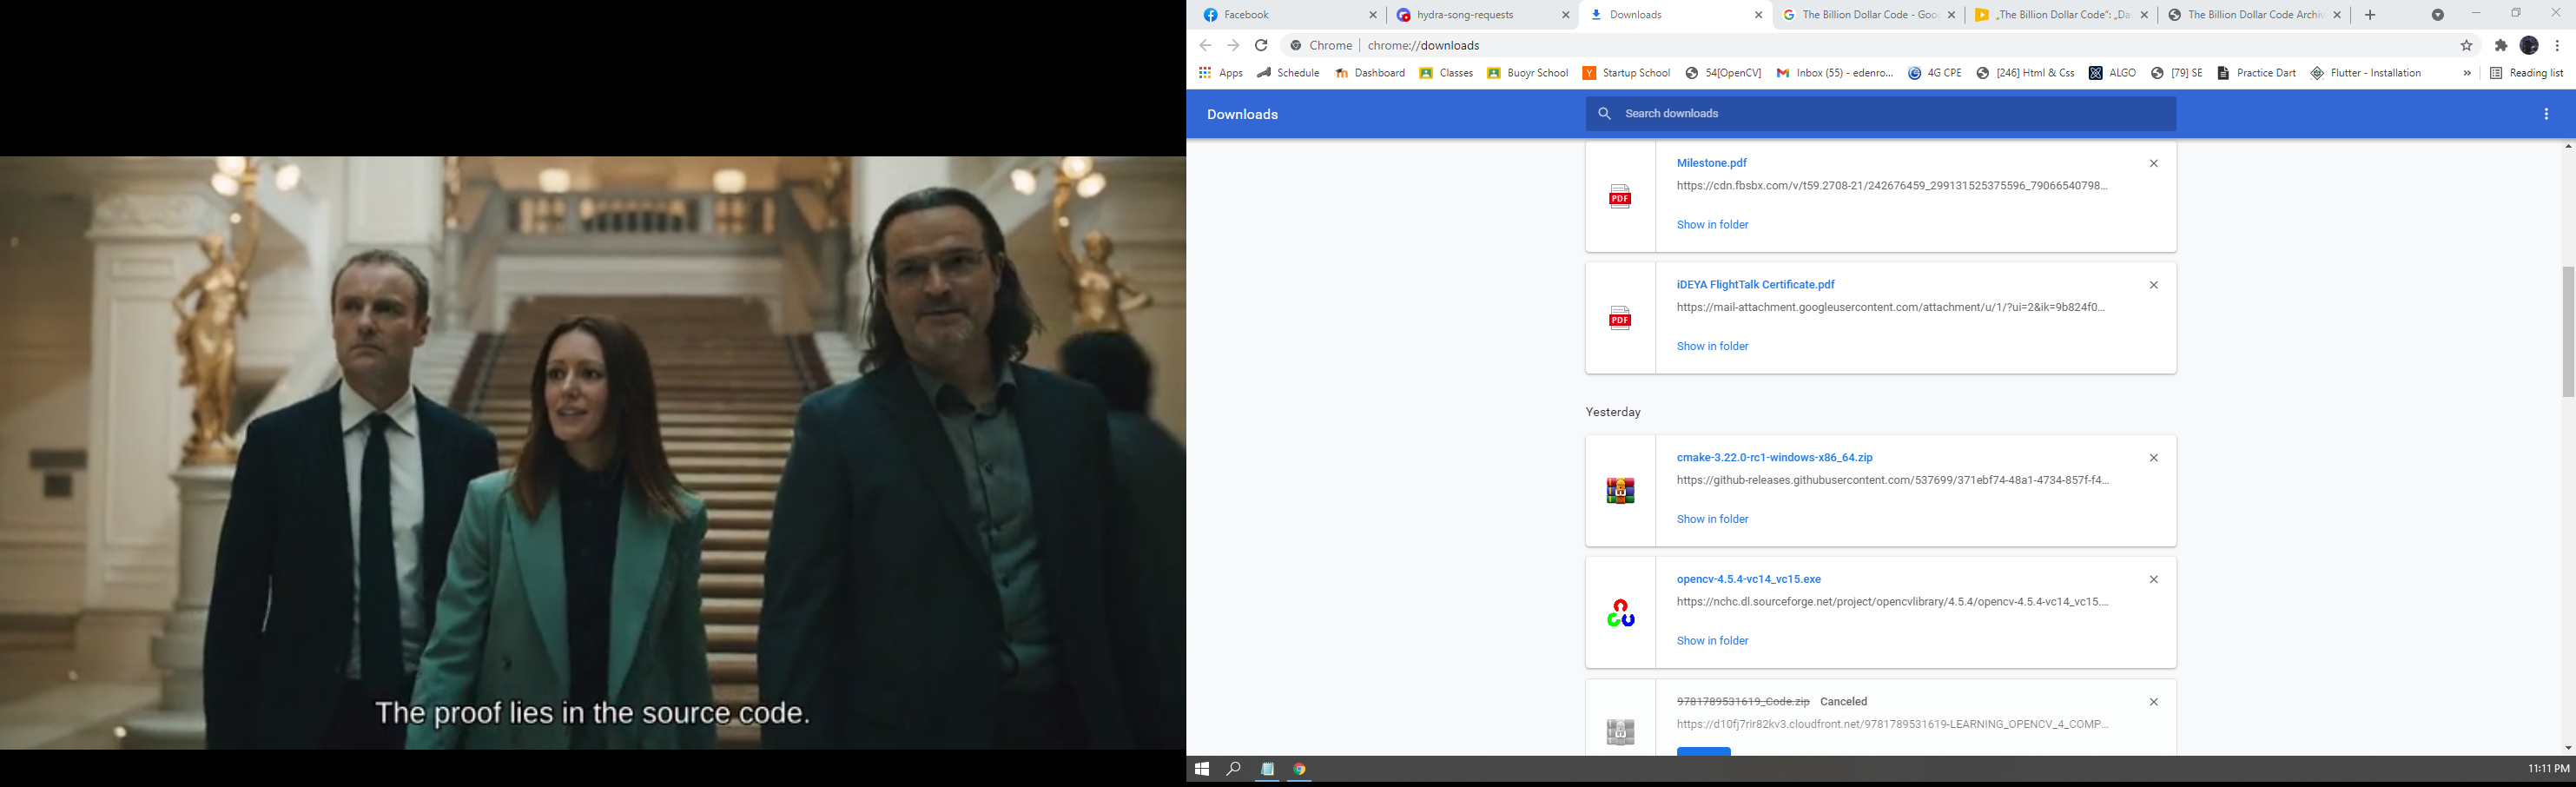 The proof lies in the source code.
Facebook
hydra-song-requests
Downloads
The Billion Dollar Code - Goo
„The Billion Dollar Code“: „Da
The Billion Dollar Code Archiv
Chrome | chrome://downloads
Apps
Schedule
Dashboard
Classes
Buoyr School
Startup School
54[OpenCV]
Inbox (55) - edenro...
4G CPE
[246] Html & Css
ALGO
[79] SE
Practice Dart
Flutter - Installation
»
Reading list
Downloads
Search downloads
Milestone.pdf
https://cdn.fbsbx.com/v/t59.2708-21/242676459_299131525375596_79066540798...
Show in folder
PDF
iDEYA FlightTalk Certificate.pdf
https://mail-attachment.googleusercontent.com/attachment/u/1/?ui=2&ik=9b824f0...
Show in folder
PDF
Yesterday
cmake-3.22.0-rc1-windows-x86_64.zip
https://github-releases.githubusercontent.com/537699/371ebf74-48a1-4734-857f-f4...
Show in folder
opencv-4.5.4-vc14_vc15.exe
https://nchc.dl.sourceforge.net/project/opencvlibrary/4.5.4/opencv-4.5.4-vc14_vc15....
Show in folder
9781789531619_Code.zip Canceled
https://d10fj7rir82kv3.cloudfront.net/9781789531619-LEARNING_OPENCV_4_COMP...
11:11 PM